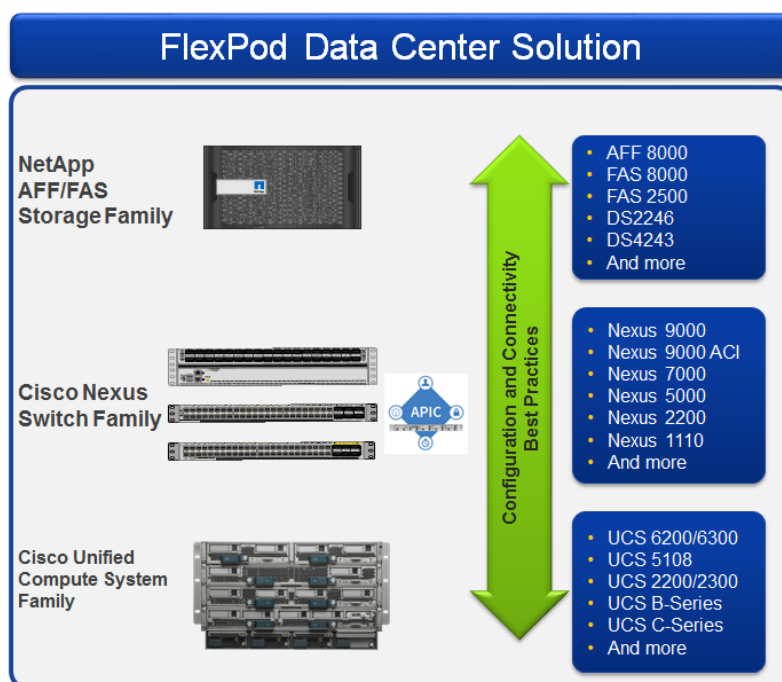 FlexPod Data Center Solution
NetApp
AFF/FAS
Storage Family
• AFF 8000
• FAS 8000
• FAS 2500
• DS2246
• DS4243
• And more
Configuration and Connectivity
Best Practices
Cisco Nexus
Switch Family
APIC
• Nexus 9000
• Nexus 9000 ACI
• Nexus 7000
• Nexus 5000
• Nexus 2200
• Nexus 1110
• And more
Cisco Unified
Compute System
Family
• UCS 6200/6300
• UCS 5108
• UCS 2200/2300
• UCS B-Series
• UCS C-Series
• And more